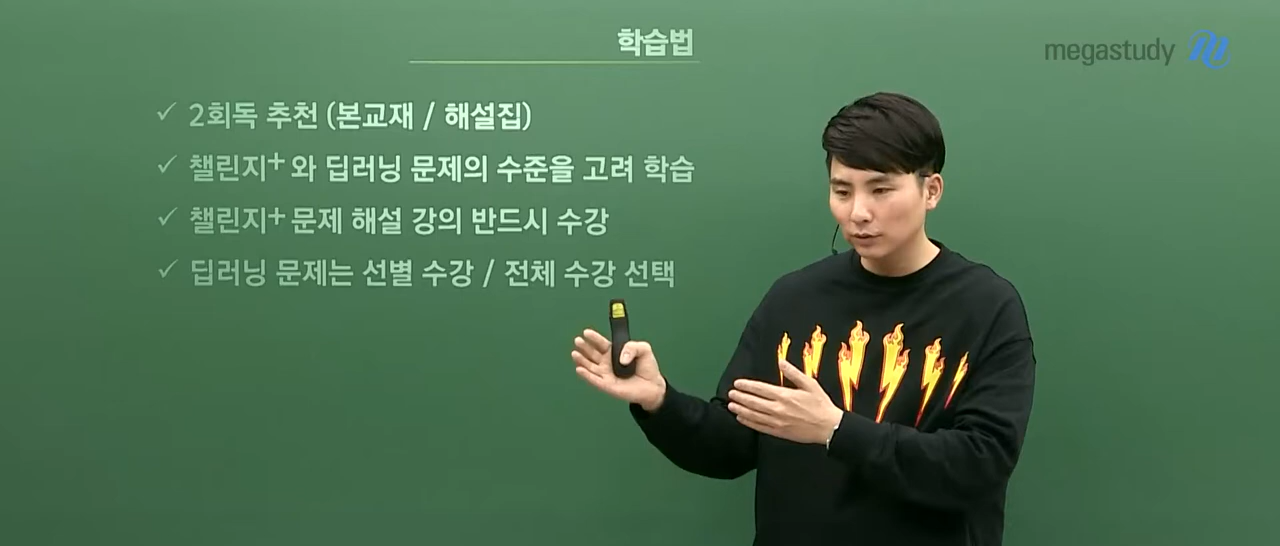 학습법
megastudy
✓ 2회독 추천 (본교재 / 해설집)
✓ 챌린지+ 와 딥러닝 문제의 수준을 고려 학습
✓ 챌린지+ 문제 해설 강의 반드시 수강
✓ 딥러닝 문제는 선별 수강 / 전체 수강 선택